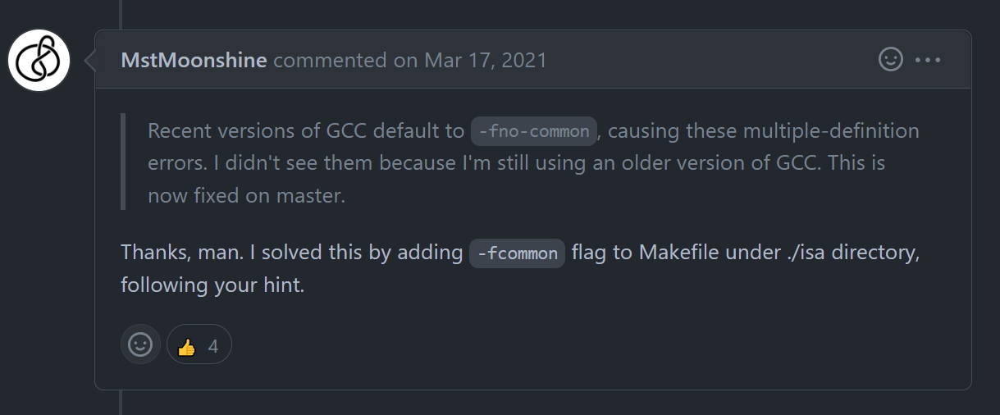 MstMoonshine commented on Mar 17, 2021
Recent versions of GCC default to -fno-common, causing these multiple-definition
errors. I didn't see them because I'm still using an older version of GCC. This is
now fixed on master.
Thanks, man. I solved this by adding -fcommon flag to Makefile under ./isa directory,
following your hint.
4